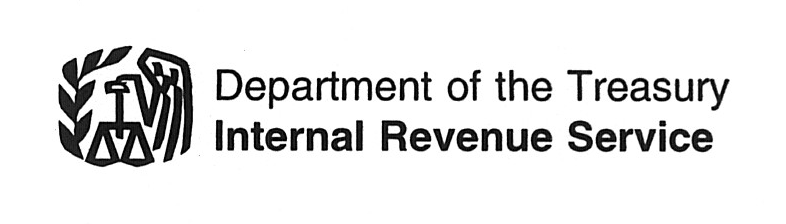 Department of the Treasury
Internal Revenue Service